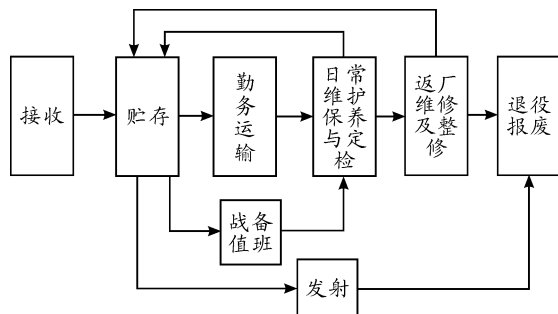 接收
贮存
勤
务
运
输
日常
维护
保养
与定
检
返厂
维修
及整
修
退役
报废
战备
值班
发射